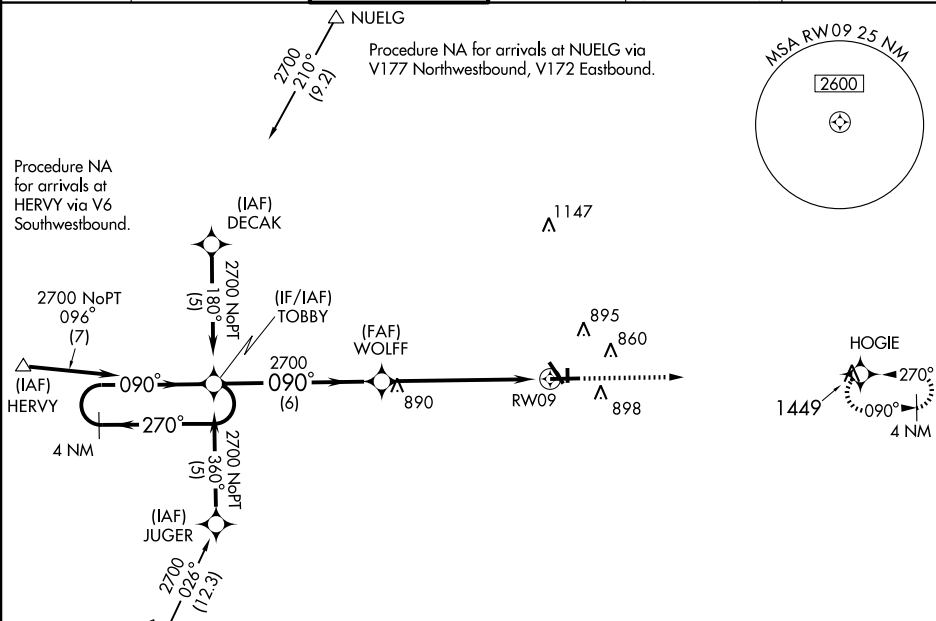 NUELG
2700
210°
(9.2)
Procedure NA for arrivals at NUELG via
V177 Northwestbound, V172 Eastbound.
MSA RW09 25 NM
2600
Procedure NA
for arrivals at
HERVY via V6
Southwestbound.
(IAF)
DECAK
1147
2700 NoPT
180°
(5)
2700 NoPT
096°
(7)
(IF/IAF)
TOBBY
(FAF)
WOLFF
895
860
HOGIE
(IAF)
HERVY
090°
2700
090°
(6)
890
RW09
898
1449
270°
090°
4 NM
270°
4 NM
2700 NoPT
360°
(5)
(IAF)
JUGER
2700
026°
(12.3)